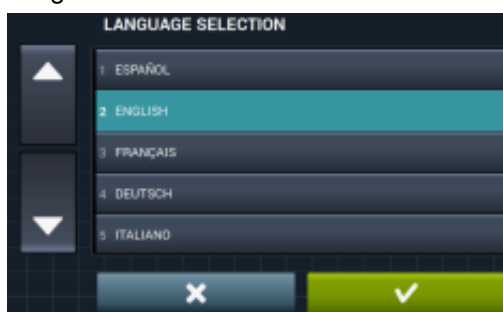 LANGUAGE SELECTION
1 ESPAÑOL
2 ENGLISH
3 FRANÇAIS
4 DEUTSCH
5 ITALIANO